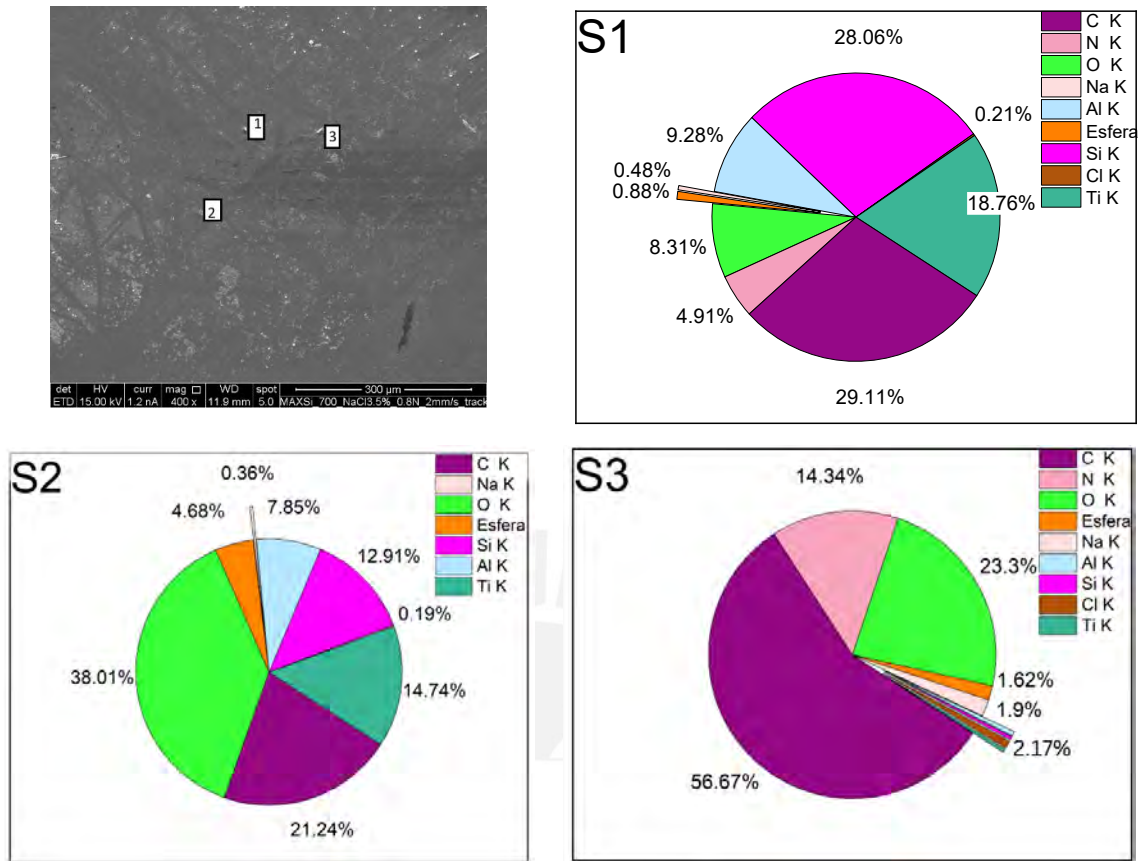 1
3
2
det HV curr mag WD spot 300 µm
ETD 15.00 kV 1.2 nA 400 x 11.9 mm 5.0 MAXSi_700_NaCl3.5%_0.8N_2mm/s_track
S1
C K
N K
O K
Na K
Al K
Esfera
Si K
Cl K
Ti K
28.06%
0.21%
9.28%
0.48%
0.88%
18.76%
8.31%
4.91%
29.11%
S2
C K
Na K
O K
Esfera
Si K
Al K
Ti K
0.36%
4.68%
7.85%
12.91%
0.19%
38.01%
14.74%
21.24%
S3
C K
N K
O K
Esfera
Na K
Al K
Si K
Cl K
Ti K
14.34%
23.3%
1.62%
1.9%
2.17%
56.67%